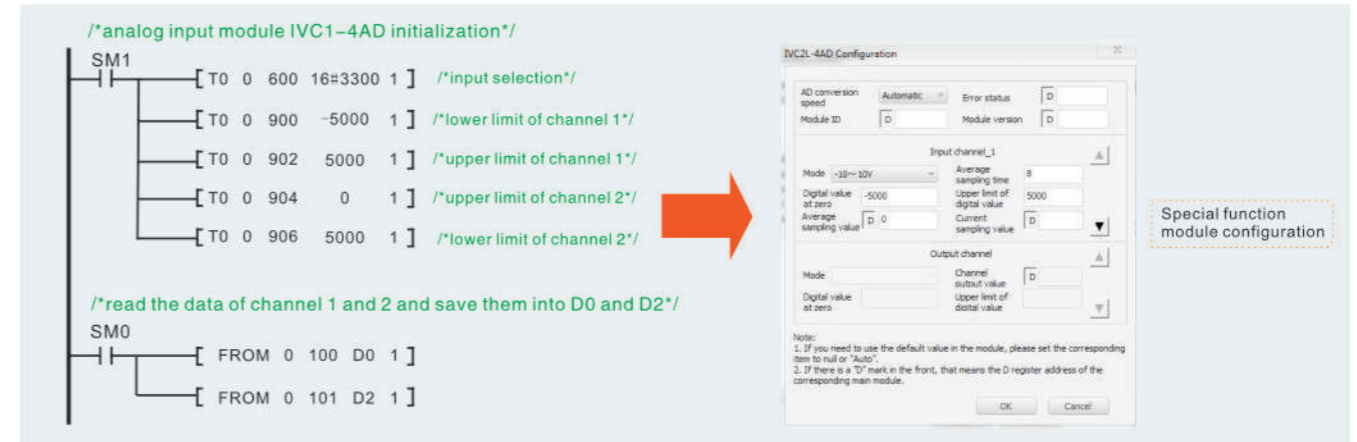 /*analog input module IVC1-4AD initialization*/
SM1
[ T0 0 600 16#3300 1 ] /*input selection*/
[ T0 0 900 -5000 1 ] /*lower limit of channel 1*/
[ T0 0 902 5000 1 ] /*upper limit of channel 1*/
[ T0 0 904 0 1 ] /*upper limit of channel 2*/
[ T0 0 906 5000 1 ] /*lower limit of channel 2*/
/*read the data of channel 1 and 2 and save them into D0 and D2*/
SM0
[ FROM 0 100 D0 1 ]
[ FROM 0 101 D2 1 ]
IVC2L-4AD Configuration
AD conversion speed Automatic Error status D
Module ID D Module version D
Input channel_1
Mode -10~ 10V Average sampling time 8
Digital value at zero -5000 Upper limit of digital value 5000
Average sampling value D 0 Current sampling value D
Output channel
Mode Channel output value D
Digital value at zero Upper limit of digital value
Note:
1. If you need to use the default value in the module, please set the corresponding
item to null or "Auto".
2. If there is a "D" mark in the front, that means the D register address of the
corresponding main module.
OK Cancel
Special function
module configuration